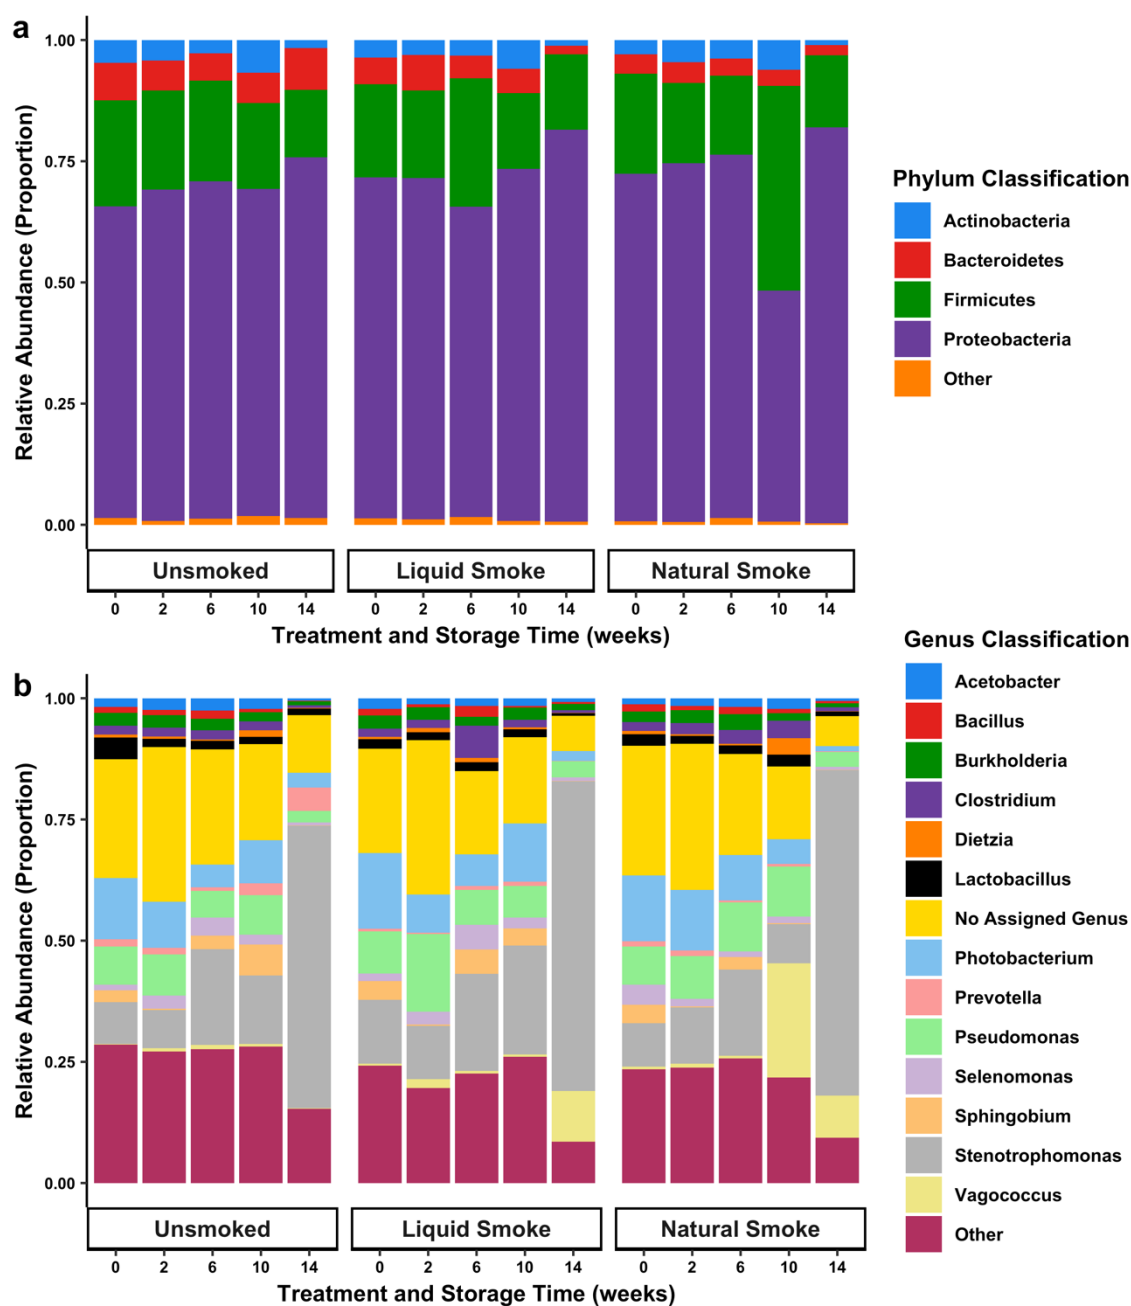 a
Relative Abundance (Proportion)
1.00
0.75
0.50
0.25
0.00
Unsmoked
Liquid Smoke
Natural Smoke
0 2 6 10 14
0 2 6 10 14
0 2 6 10 14
Treatment and Storage Time (weeks)
Phylum Classification
Actinobacteria
Bacteroidetes
Firmicutes
Proteobacteria
Other
b
Relative Abundance (Proportion)
1.00
0.75
0.50
0.25
0.00
Unsmoked
Liquid Smoke
Natural Smoke
0 2 6 10 14
0 2 6 10 14
0 2 6 10 14
Treatment and Storage Time (weeks)
Genus Classification
Acetobacter
Bacillus
Burkholderia
Clostridium
Dietzia
Lactobacillus
No Assigned Genus
Photobacterium
Prevotella
Pseudomonas
Selenomonas
Sphingobium
Stenotrophomonas
Vagococcus
Other